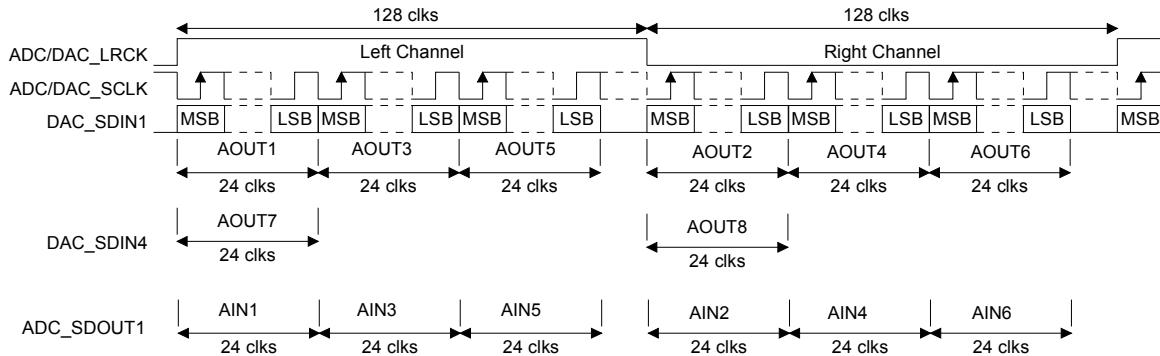 128 clks 128 clks
ADC/DAC_LRCK Left Channel Right Channel
ADC/DAC_SCLK
DAC_SDIN1 MSB LSB MSB LSB MSB LSB MSB LSB MSB LSB MSB LSB MSB
AOUT1 AOUT3 AOUT5 AOUT2 AOUT4 AOUT6
24 clks 24 clks 24 clks 24 clks 24 clks 24 clks
DAC_SDIN4 AOUT7 AOUT8
24 clks 24 clks
ADC_SDOUT1 AIN1 AIN3 AIN5 AIN2 AIN4 AIN6
24 clks 24 clks 24 clks 24 clks 24 clks 24 clks